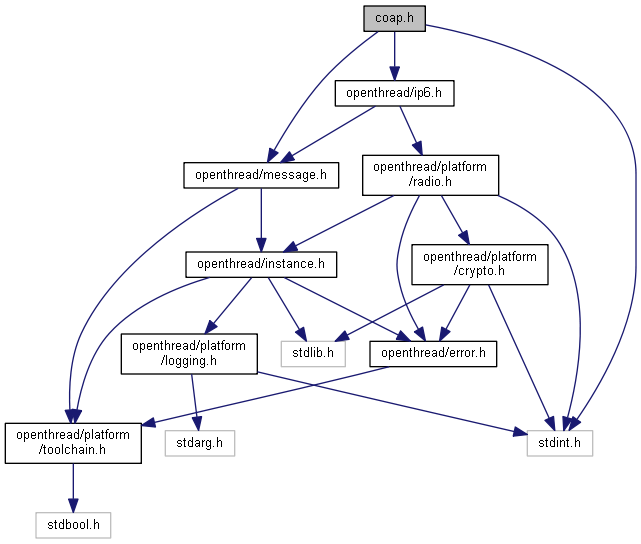 coap.h
openthread/ip6.h
openthread/message.h
openthread/platform
/radio.h
openthread/instance.h
openthread/platform
/crypto.h
openthread/platform
/logging.h
stdlib.h
openthread/error.h
openthread/platform
/toolchain.h
stdarg.h
stdint.h
stdbool.h